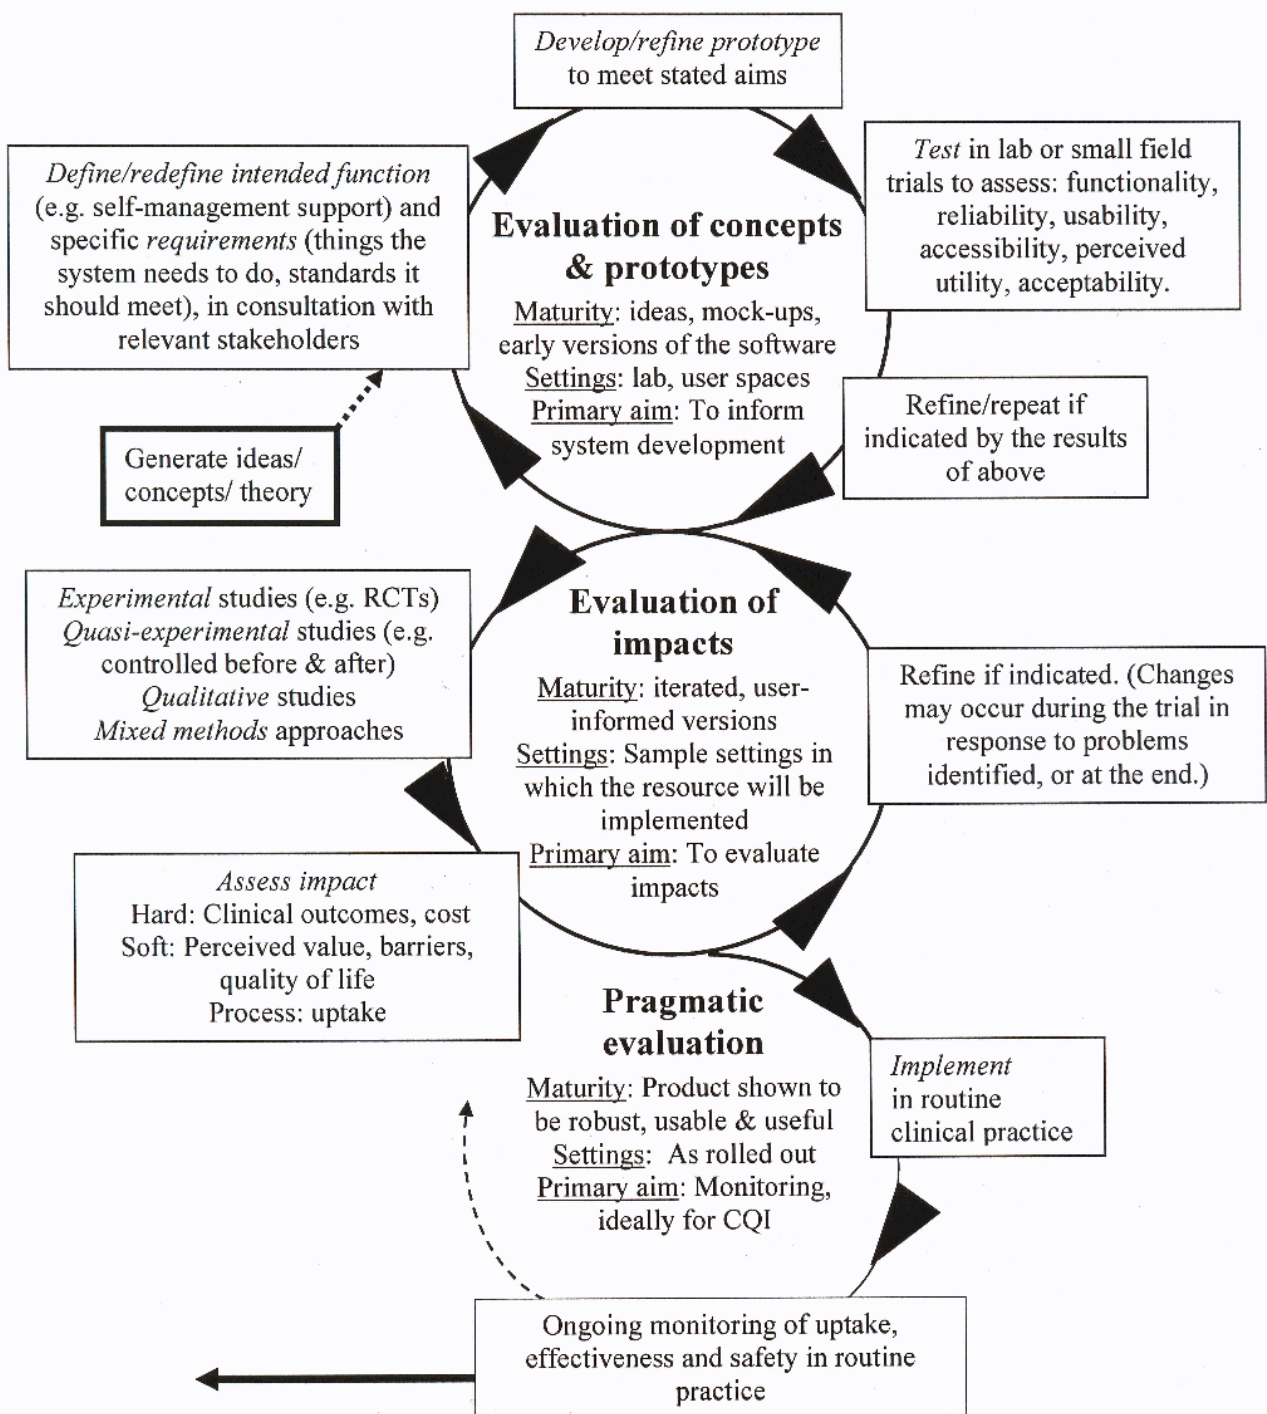 Develop/refine prototype
to meet stated aims
Define/redefine intended function
(e.g. self-management support) and
specific requirements (things the
system needs to do, standards it
should meet), in consultation with
relevant stakeholders
Test in lab or small field
trials to assess: functionality,
reliability, usability,
accessibility, perceived
utility, acceptability.
Evaluation of concepts
& prototypes
Maturity: ideas, mock-ups,
early versions of the software
Settings: lab, user spaces
Primary aim: To inform
system development
Generate ideas/
concepts/ theory
Refine/repeat if
indicated by the results
of above
Experimental studies (e.g. RCTs)
Quasi-experimental studies (e.g.
controlled before & after)
Qualitative studies
Mixed methods approaches
Evaluation of
impacts
Maturity: iterated, user-
informed versions
Settings: Sample settings in
which the resource will be
implemented
Primary aim: To evaluate
impacts
Refine if indicated. (Changes
may occur during the trial in
response to problems
identified, or at the end.)
Assess impact
Hard: Clinical outcomes, cost
Soft: Perceived value, barriers,
quality of life
Process: uptake
Pragmatic
evaluation
Maturity: Product shown to
be robust, usable & useful
Settings: As rolled out
Primary aim: Monitoring,
ideally for CQI
Implement
in routine
clinical practice
Ongoing monitoring of uptake,
effectiveness and safety in routine
practice